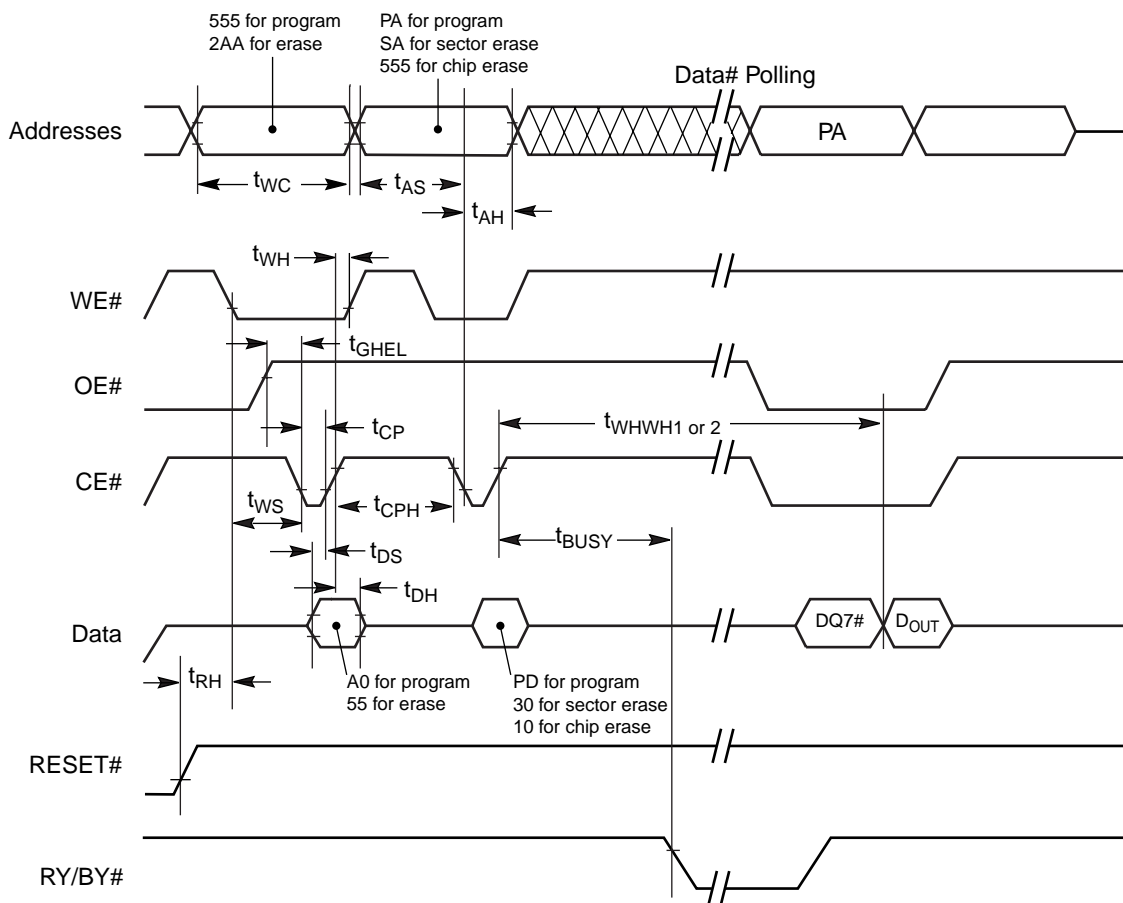 555 for program
2AA for erase
PA for program
SA for sector erase
555 for chip erase
Data# Polling
Addresses
PA
tWC
tAS
tAH
tWH
WE#
tGHEL
OE#
tWHWH1 or 2
tCP
CE#
tWS
tCPH
tBUSY
tDS
tDH
Data
DQ7#
DOUT
tRH
A0 for program
55 for erase
PD for program
30 for sector erase
10 for chip erase
RESET#
RY/BY#